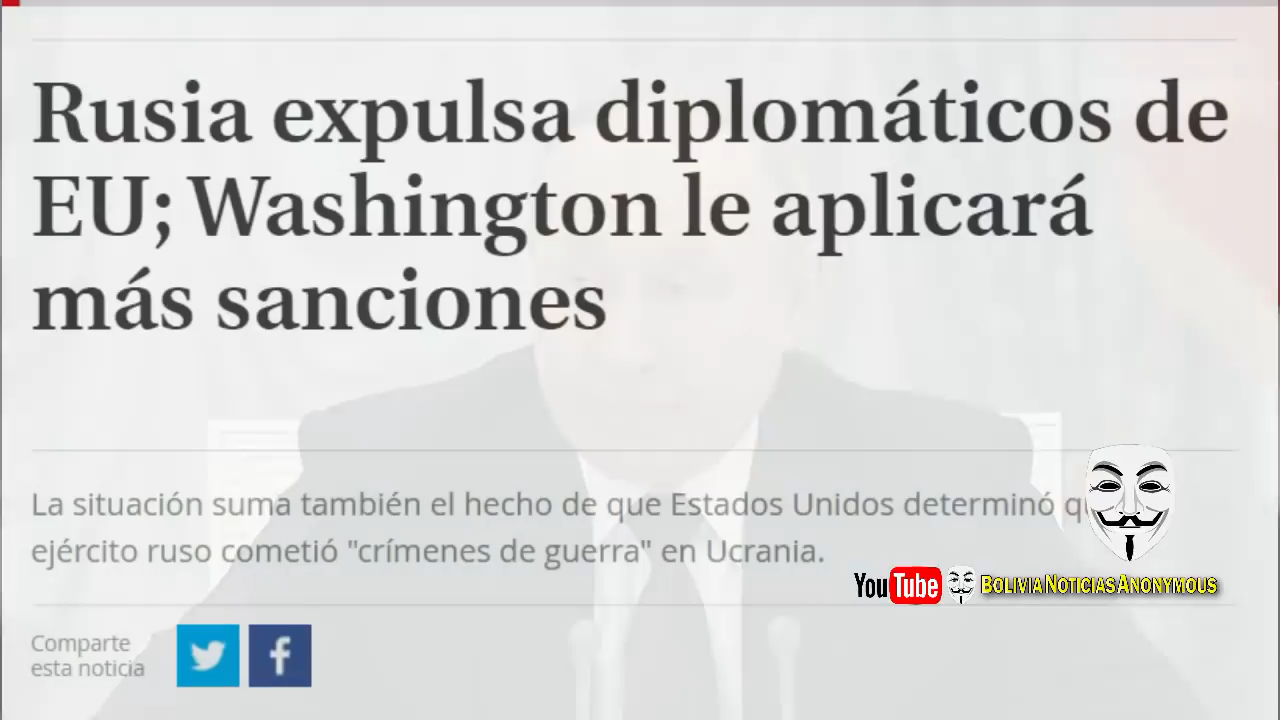 Rusia expulsa diplomáticos de
EU; Washington le aplicará
más sanciones
La situación suma también el hecho de que Estados Unidos determinó
ejército ruso cometió "crímenes de guerra" en Ucrania.
YouTube BOLIVIANOTICIASANONYMOUS
Comparte
esta noticia